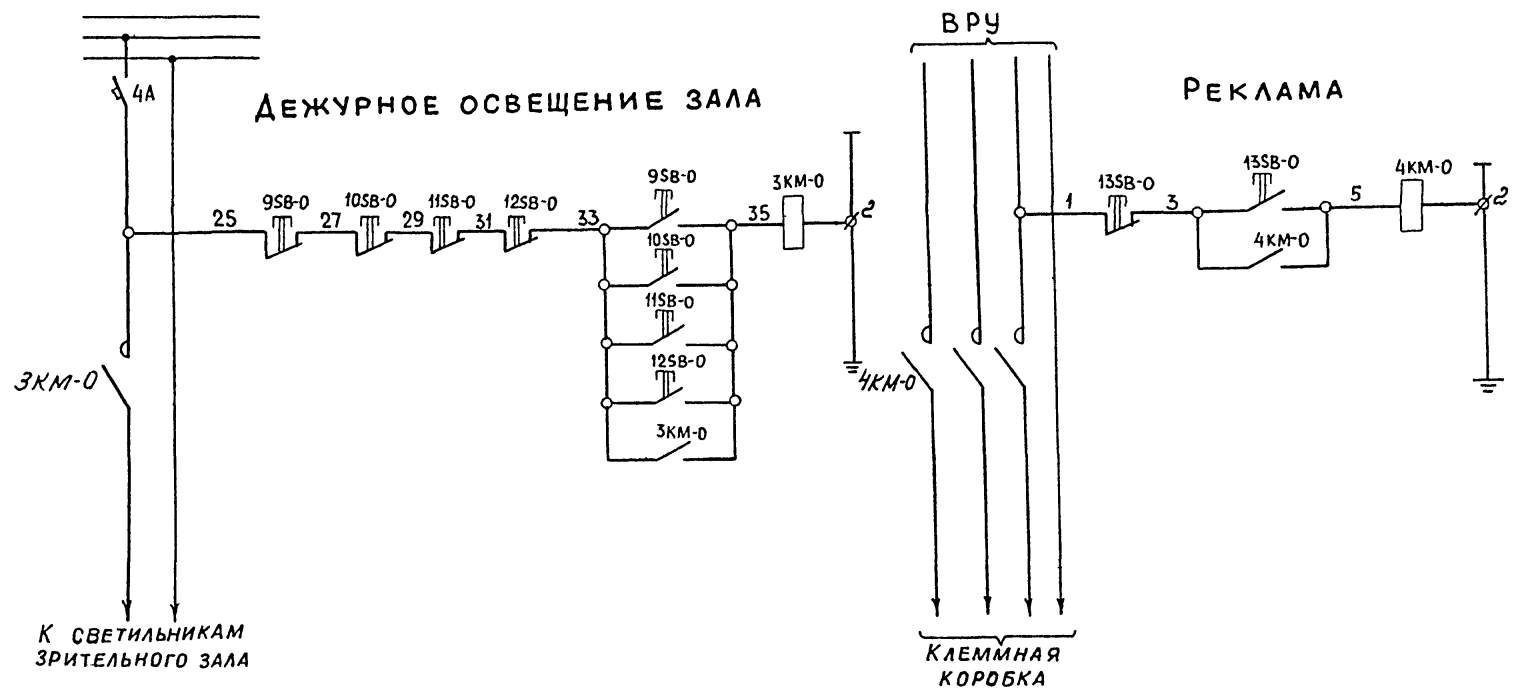 ВРУ
4А
ДЕЖУРНОЕ ОСВЕЩЕНИЕ ЗАЛА
РЕКЛАМА
25
9SB-0
27
10SB-0
29
11SB-0
31
12SB-0
33
9SB-0
35
3КМ-0
2
10SB-0
11SB-0
12SB-0
3КМ-0
3КМ-0
К СВЕТИЛЬНИКАМ
ЗРИТЕЛЬНОГО ЗАЛА
1
13SB-0
3
13SB-0
5
4КМ-0
2
4КМ-0
4КМ-0
КЛЕММНАЯ
КОРОБКА